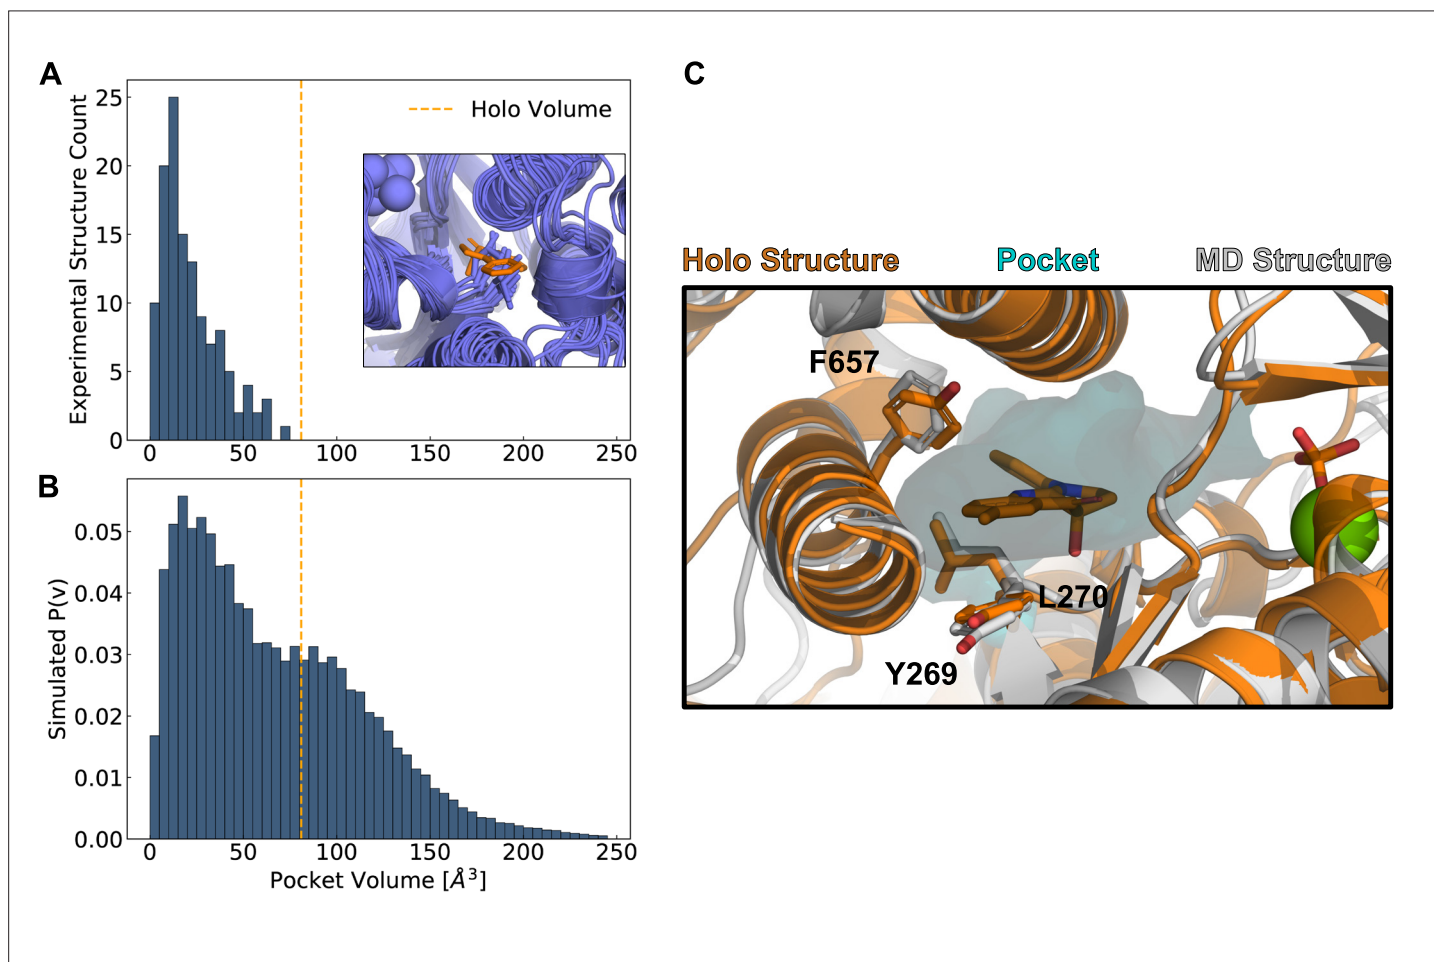 A
Experimental Structure Count
25
20
15
10
5
0
Holo Volume
0 50 100 150 200 250
B
Simulated P(v)
0.05
0.04
0.03
0.02
0.01
0.00
0 50 100 150 200 250
Pocket Volume [Å³]
C
Holo Structure Pocket MD Structure
F657
L270
Y269